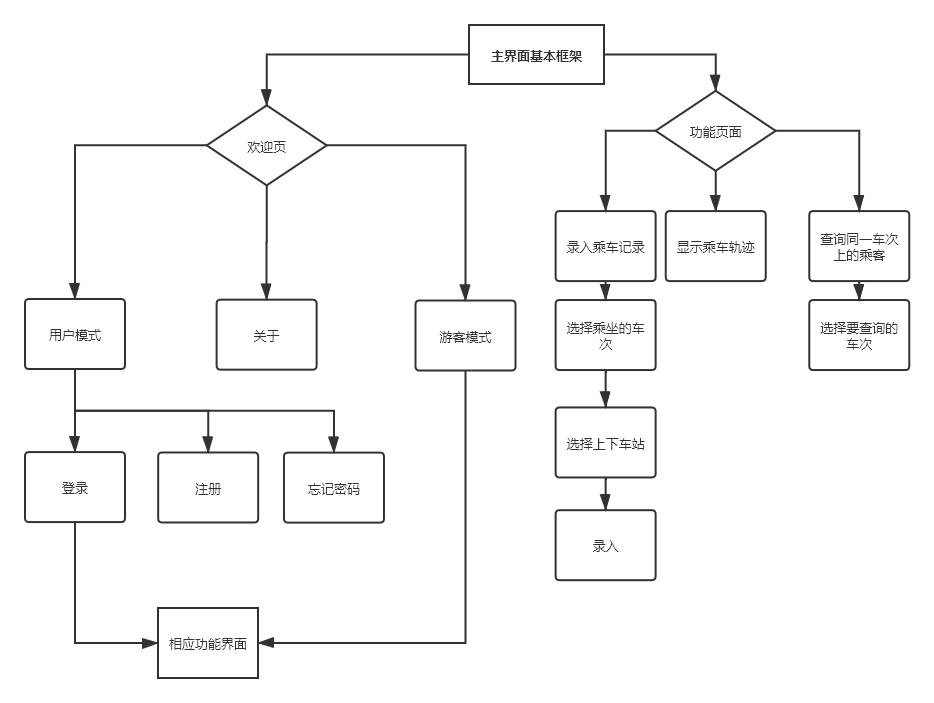 主界面基本框架
欢迎页
功能页面
录入乘车记录
显示乘车轨迹
查询同一车次
上的乘客
用户模式
关于
游客模式
选择乘坐的车
次
选择要查询的
车次
选择上下车站
登录
注册
忘记密码
录入
相应功能界面